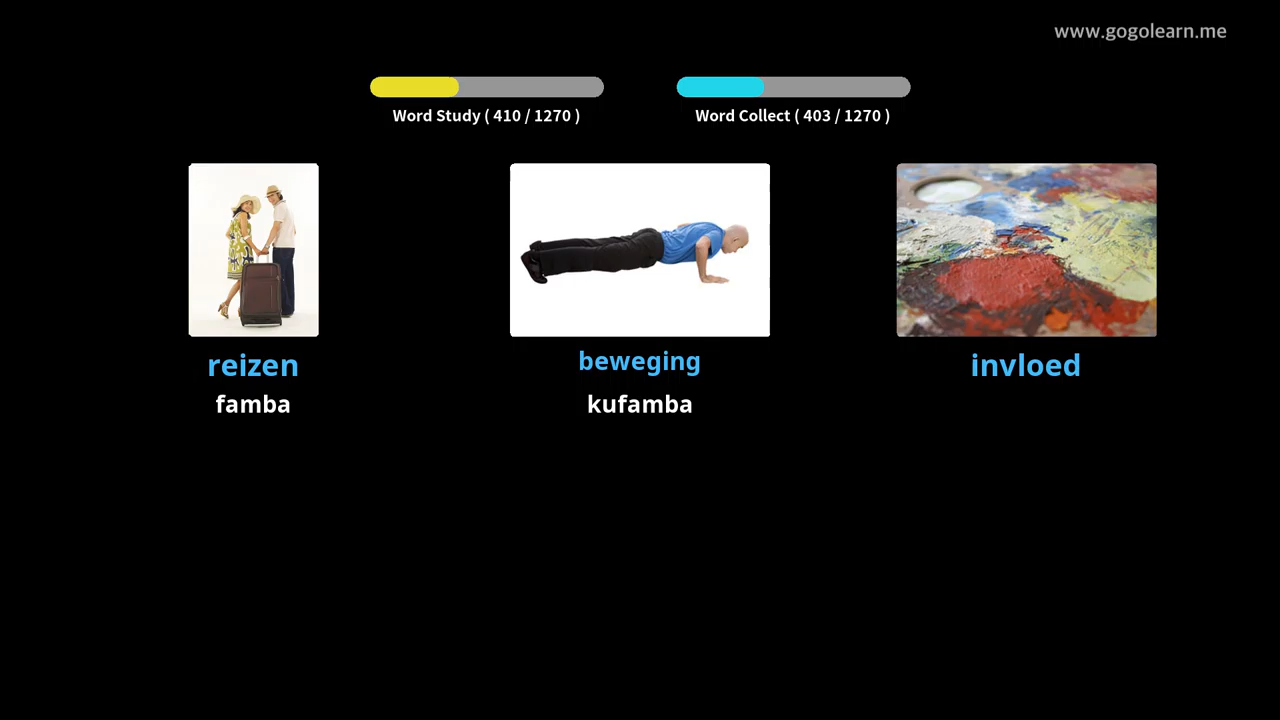 www.gogolearn.me
Word Study ( 410 / 1270 )
Word Collect ( 403 / 1270 )
reizen
famba
beweging
kufamba
invloed